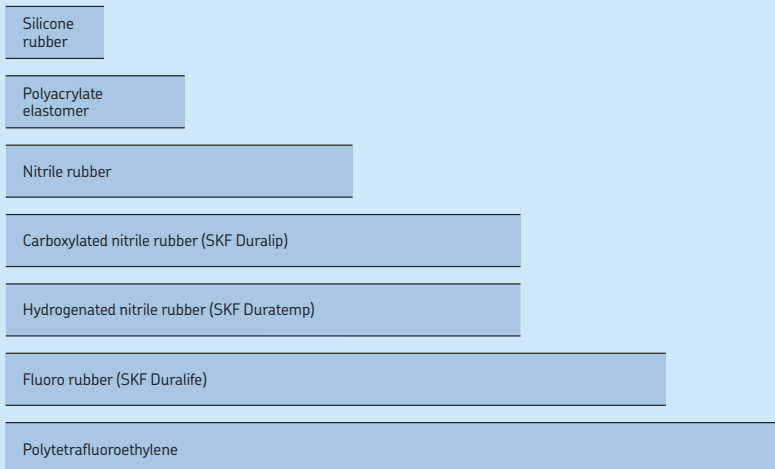 Silicone
rubber
Polyacrylate
elastomer
Nitrile rubber
Carboxylated nitrile rubber (SKF Duralip)
Hydrogenated nitrile rubber (SKF Duratemp)
Fluoro rubber (SKF Duralife)
Polytetrafluoroethylene